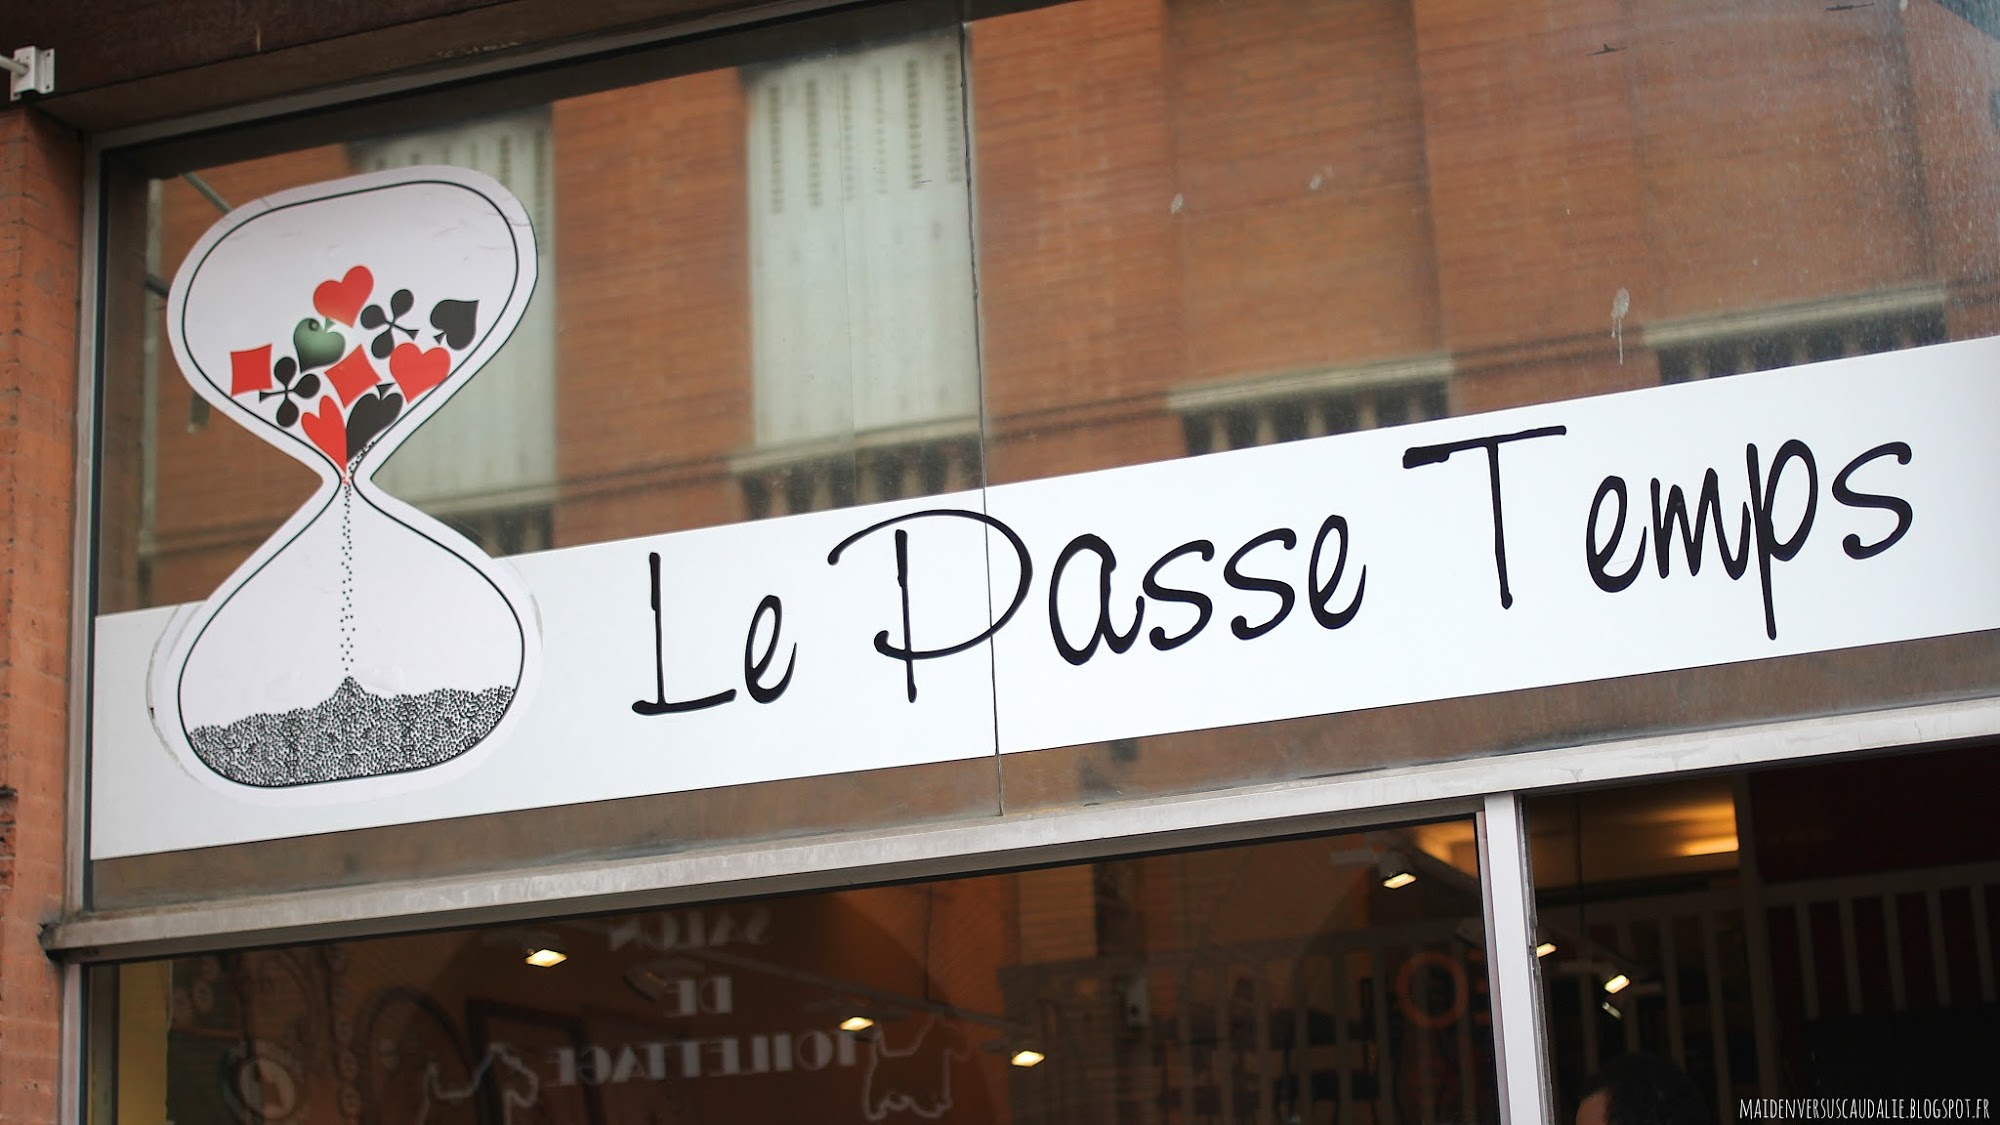 Le Passe Temps
SALON
DE
TOILETTAGE
MAIDENVERSUSCAUDALIE.BLOGSPOT.FR